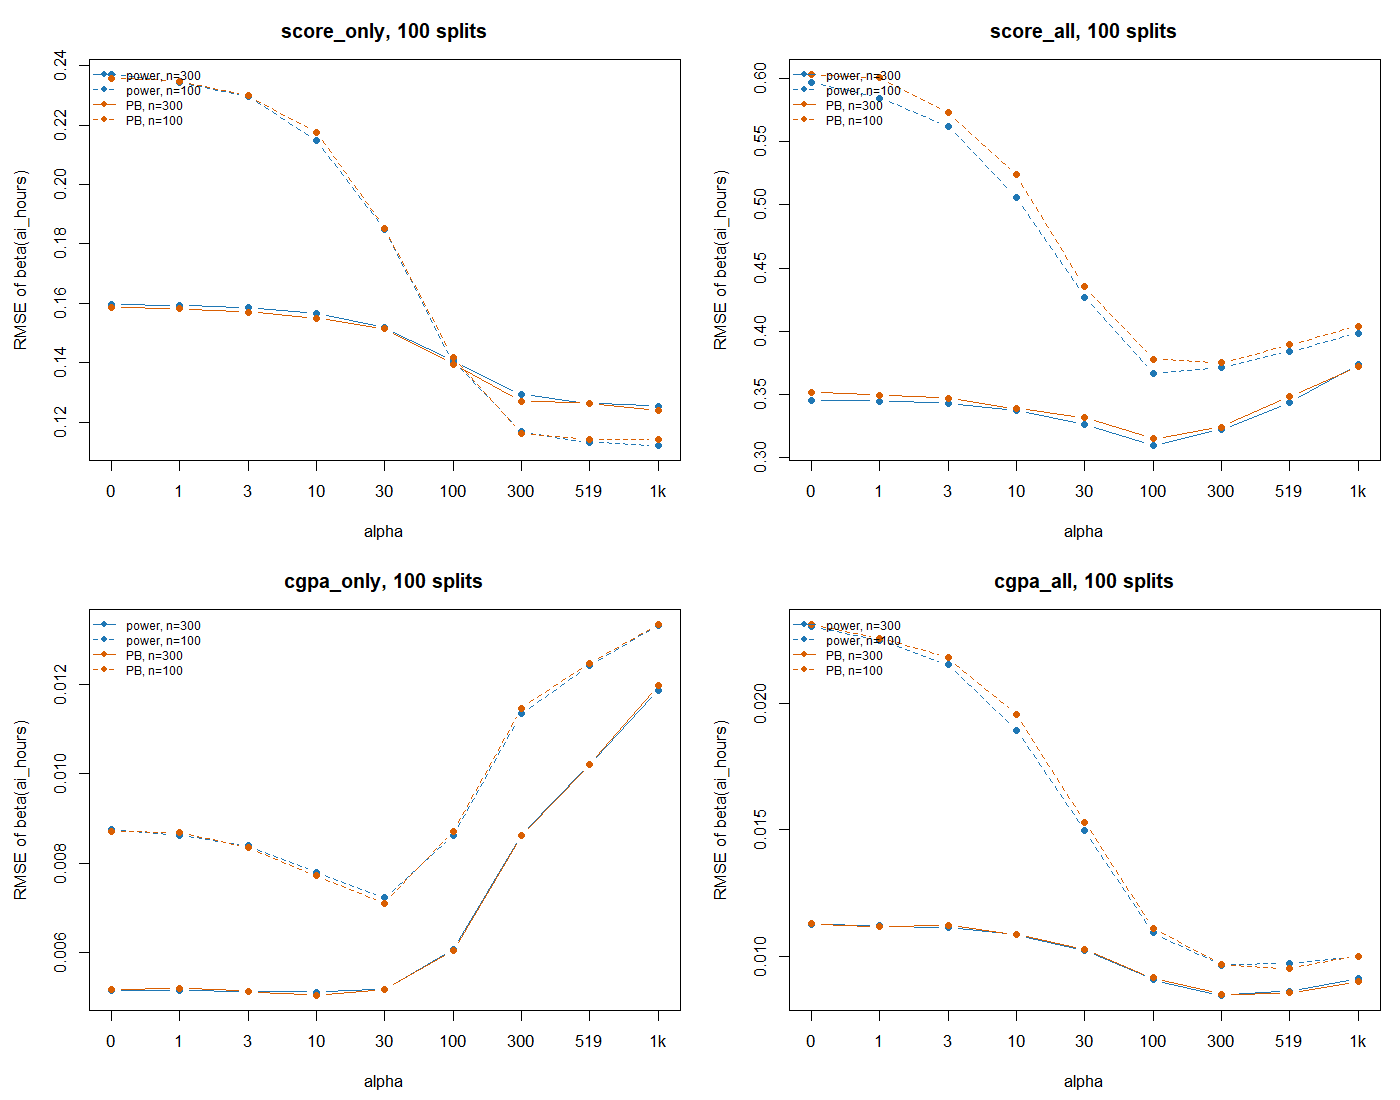 score_only, 100 splits
RMSE of beta(ai_hours)
0.24
0.22
0.20
0.18
0.16
0.14
0.12
power, n=300
power, n=100
PB, n=300
PB, n=100
0 1 3 10 30 100 300 519 1k
alpha
score_all, 100 splits
RMSE of beta(ai_hours)
0.60
0.55
0.50
0.45
0.40
0.35
0.30
power, n=300
power, n=100
PB, n=300
PB, n=100
0 1 3 10 30 100 300 519 1k
alpha
cgpa_only, 100 splits
RMSE of beta(ai_hours)
0.012
0.010
0.008
0.006
power, n=300
power, n=100
PB, n=300
PB, n=100
0 1 3 10 30 100 300 519 1k
alpha
cgpa_all, 100 splits
RMSE of beta(ai_hours)
0.020
0.015
0.010
power, n=300
power, n=100
PB, n=300
PB, n=100
0 1 3 10 30 100 300 519 1k
alpha